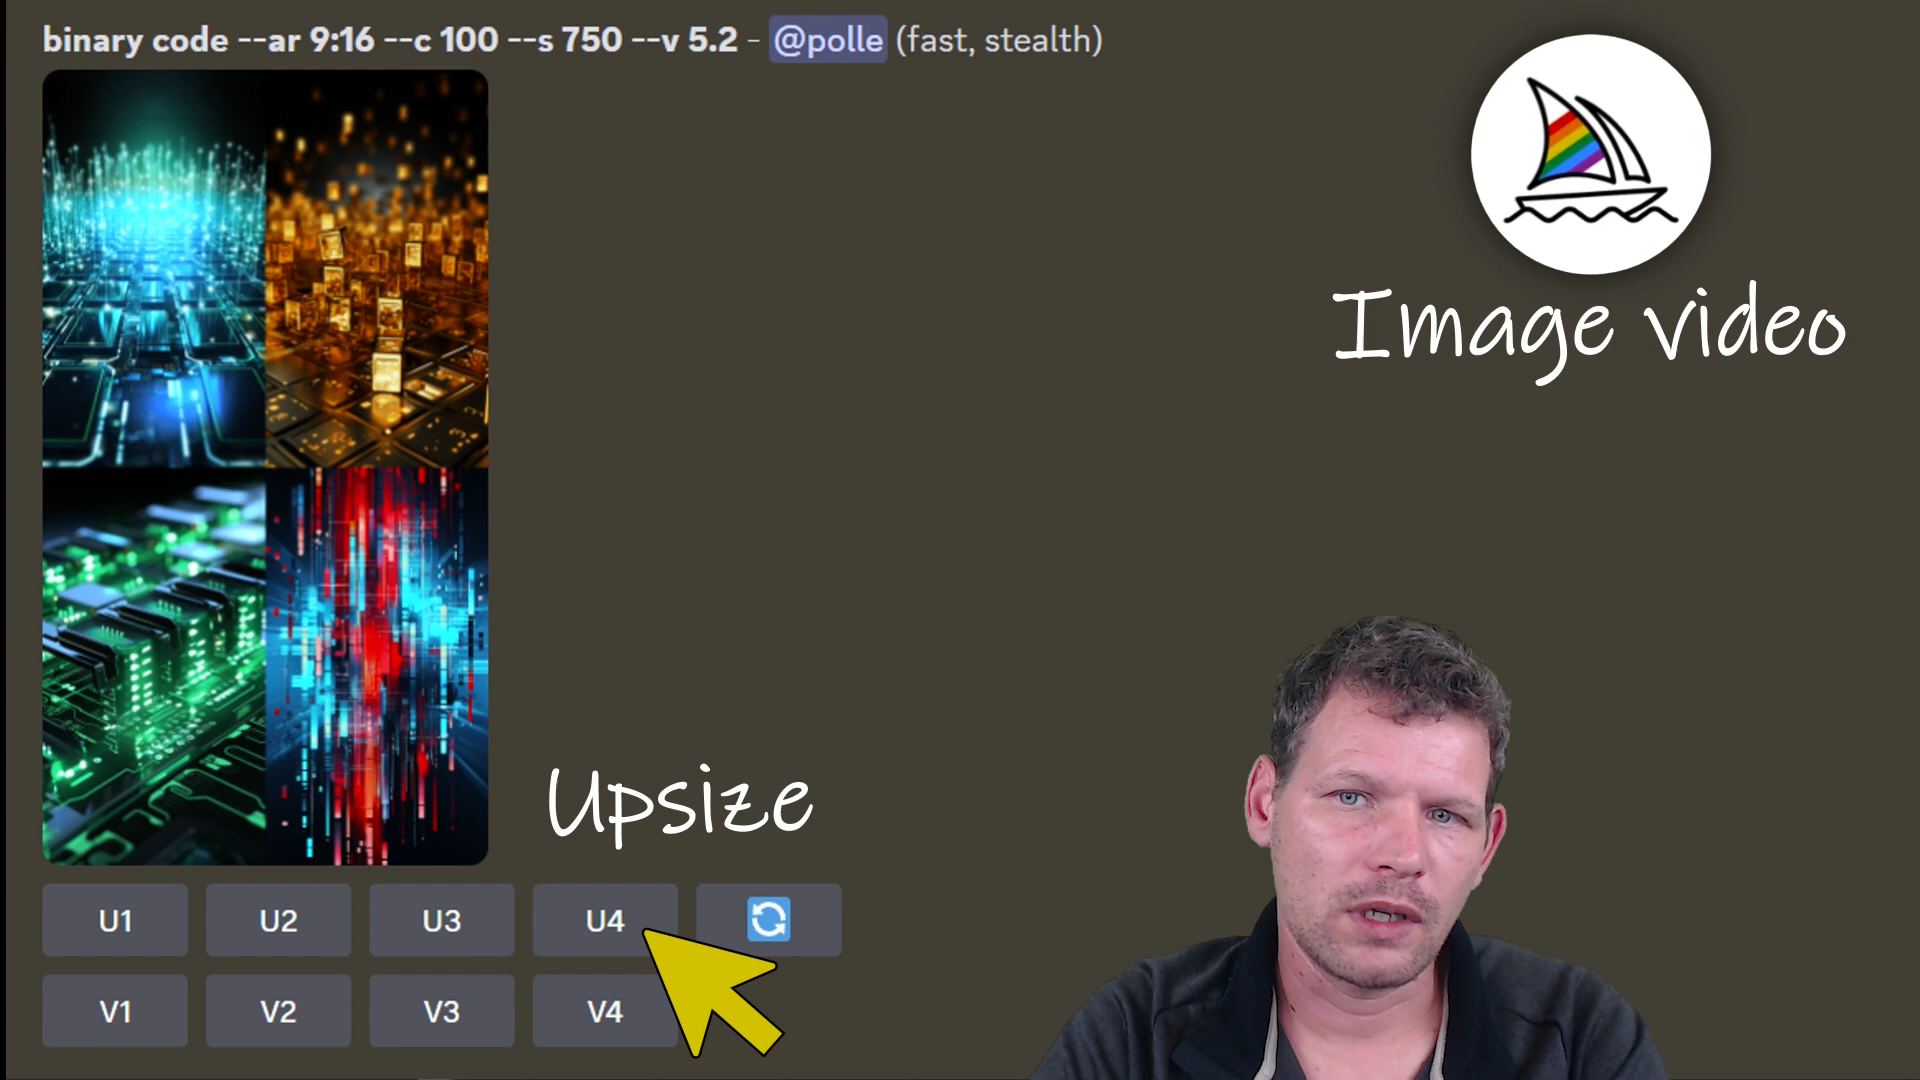 binary code --ar 9:16 --c 100 --s 750 --v 5.2 - @polle (fast, stealth)
Image video
Upsize
U1 U2 U3 U4
V1 V2 V3 V4